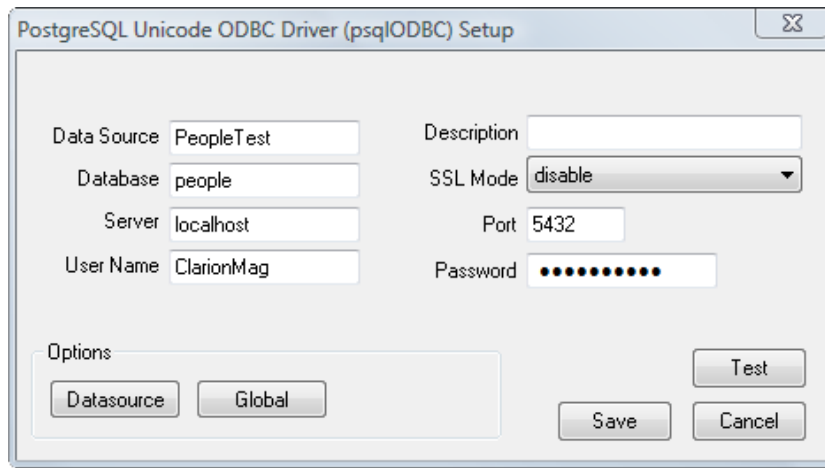 PostgreSQL Unicode ODBC Driver (psqlODBC) Setup
Data Source PeopleTest
Description
Database people
SSL Mode disable
Server localhost
Port 5432
User Name ClarionMag
Password ●●●●●●●●●●
Options
Datasource Global
Test
Save Cancel